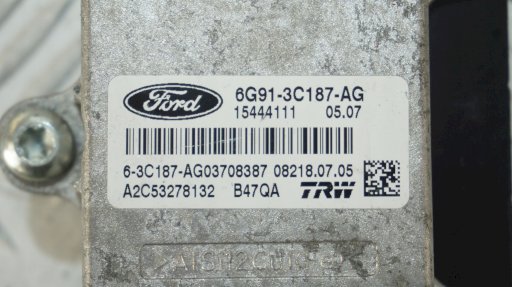 Ford 6G91-3C187-AG
15444111 05.07
6-3C187-AG03708387 08218.07.05
A2C53278132 B47QA TRW